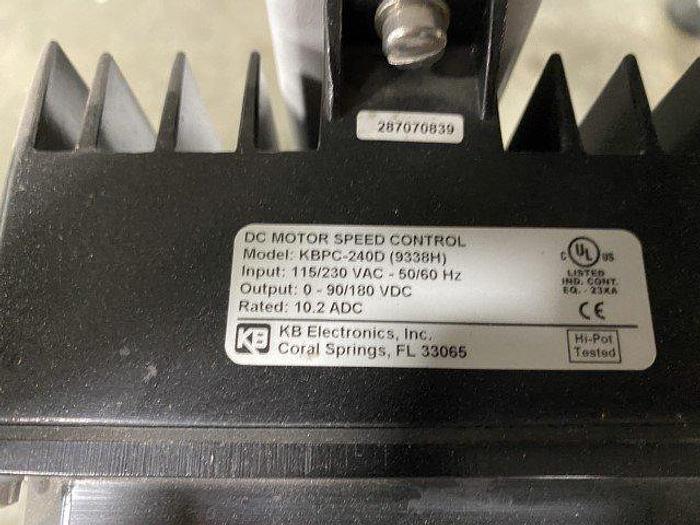 287070839
DC MOTOR SPEED CONTROL
Model: KBPC-240D (9338H)
Input: 115/230 VAC - 50/60 Hz
Output: 0 - 90/180 VDC
Rated: 10.2 ADC
KB KB Electronics, Inc.
Coral Springs, FL 33065
C UL US
LISTED
IND. CONT.
EQ. - 23XA
CE
Hi-Pot
Tested